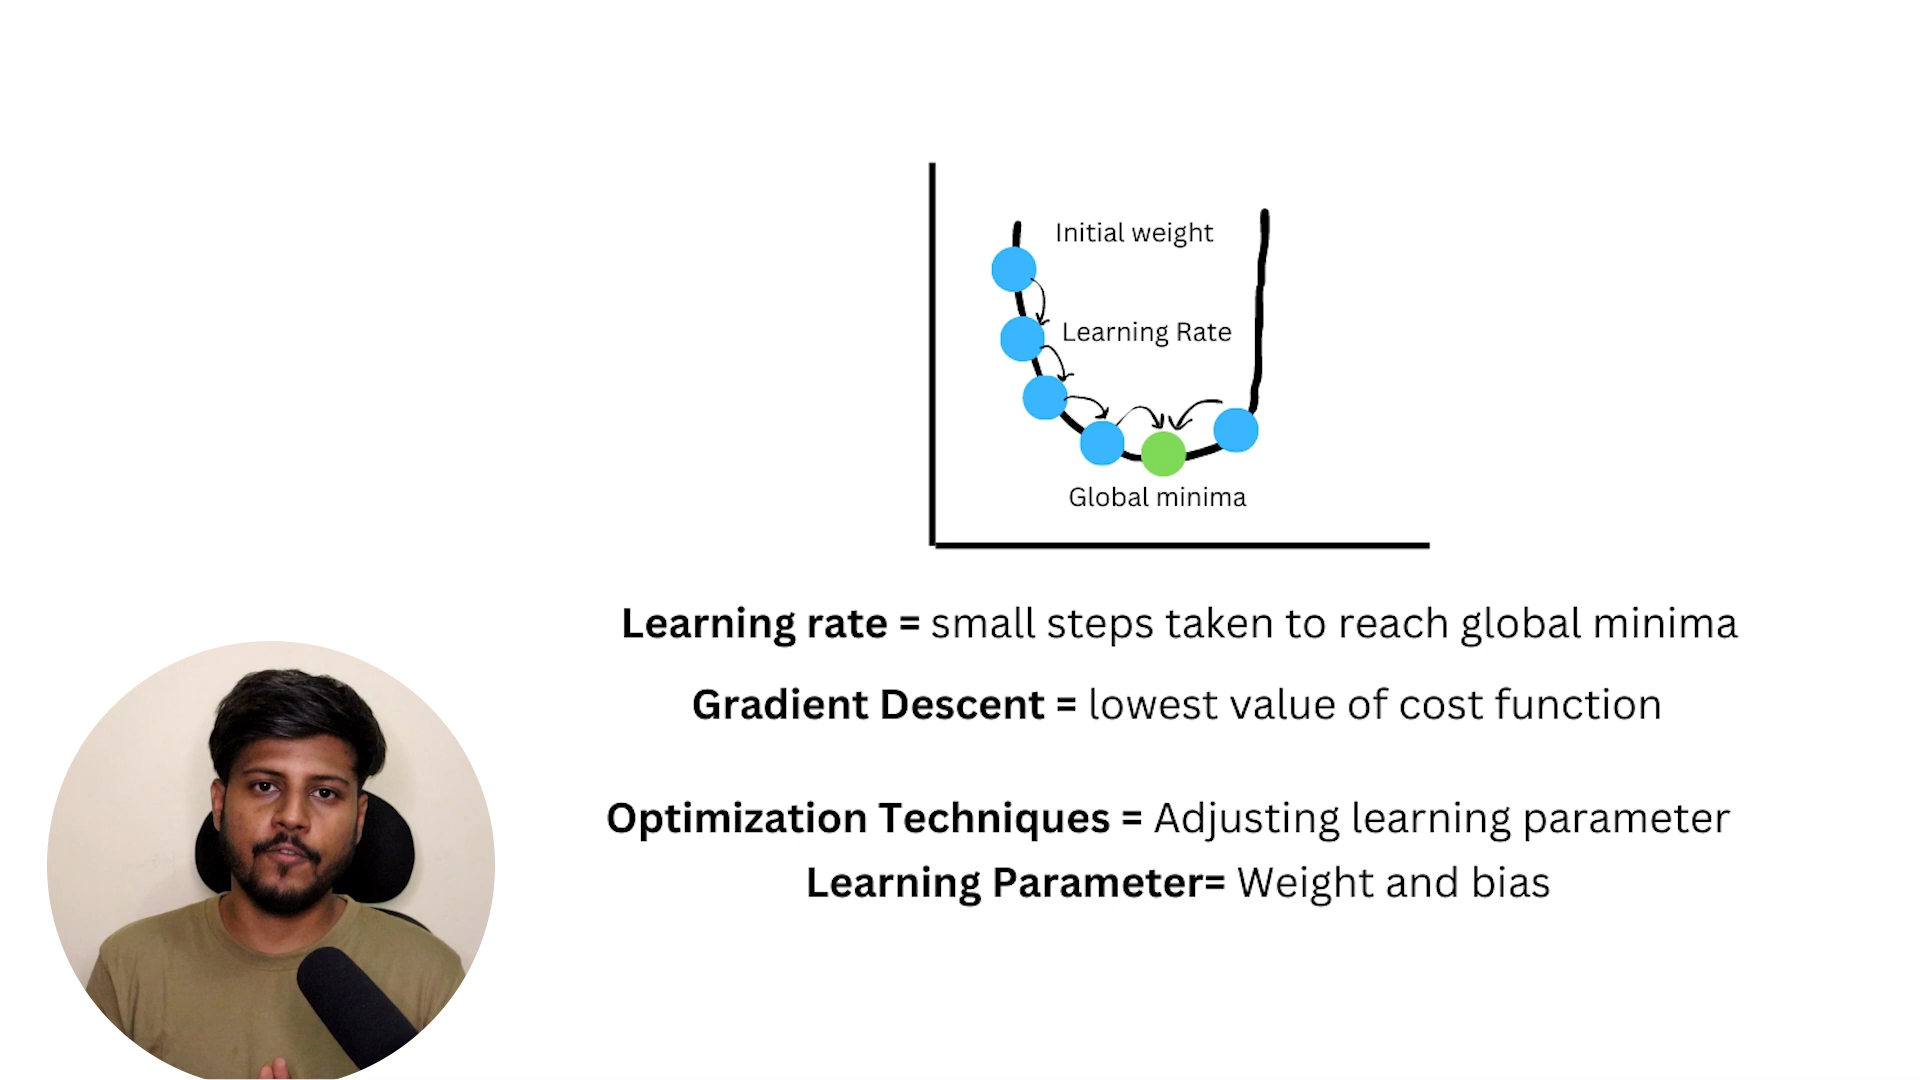 Initial weight
Learning Rate
Global minima
Learning rate = small steps taken to reach global minima
Gradient Descent = lowest value of cost function
Optimization Techniques = Adjusting learning parameter
Learning Parameter= Weight and bias